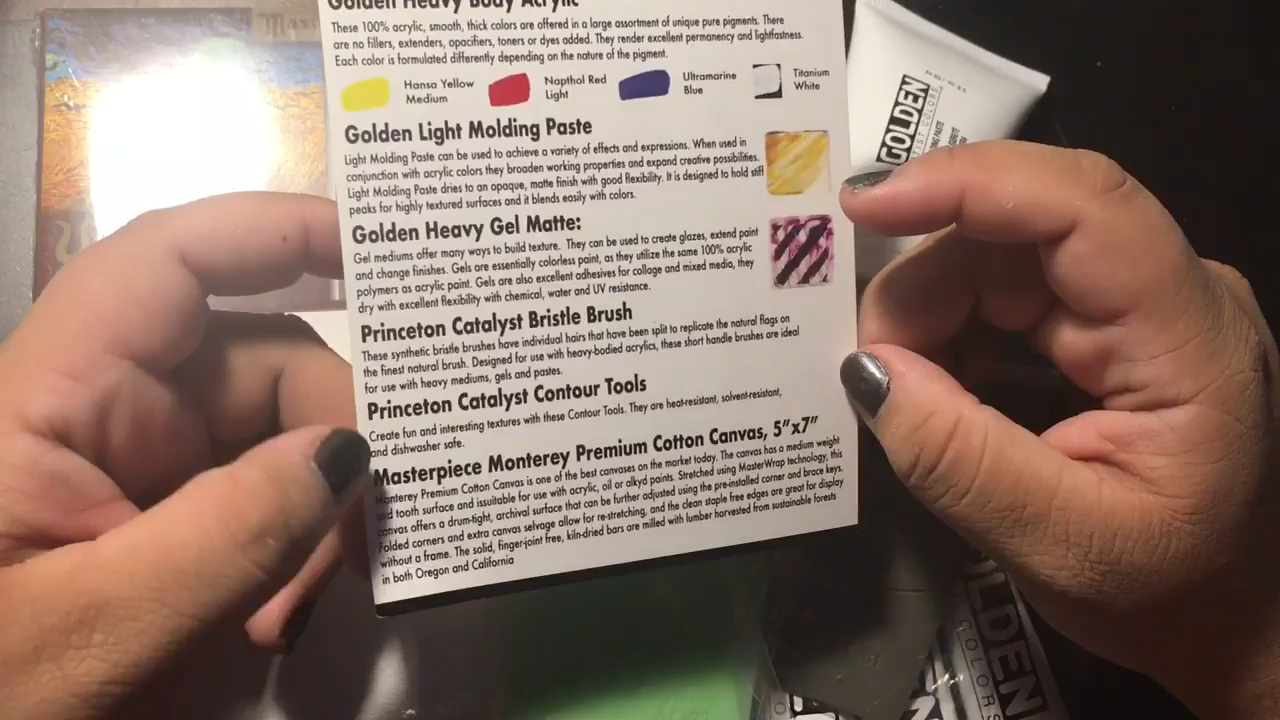 Golden Heavy Body Acrylic
These 100% acrylic, smooth, thick colors are offered in a large assortment of unique pure pigments. There
are no fillers, extenders, opacifiers, toners or dyes added. They render excellent permanency and lightfastness.
Each color is formulated differently depending on the nature of the pigment.
Hansa Yellow
Medium
Napthol Red
Light
Ultramarine
Blue
Titanium
White
Golden Light Molding Paste
Light Molding Paste can be used to achieve a variety of effects and expressions. When used in
conjunction with acrylic colors they broaden working properties and expand creative possibilities.
Light Molding Paste dries to an opaque, matte finish with good flexibility. It is designed to hold stiff
peaks for highly textured surfaces and it blends easily with colors.
Golden Heavy Gel Matte:
Gel mediums offer many ways to build texture. They can be used to create glazes, extend paint
and change finishes. Gels are essentially colorless paint, as they utilize the same 100% acrylic
polymers as acrylic paint. Gels are also excellent adhesives for collage and mixed media, they
dry with excellent flexibility with chemical, water and UV resistance.
Princeton Catalyst Bristle Brush
These synthetic bristle brushes have individual hairs that have been split to replicate the natural flags on
the finest natural brush. Designed for use with heavy-bodied acrylics, these short handle brushes are ideal
for use with heavy mediums, gels and pastes.
Princeton Catalyst Contour Tools
Create fun and interesting textures with these Contour Tools. They are heat-resistant, solvent-resistant,
and dishwasher safe.
Masterpiece Monterey Premium Cotton Canvas, 5"x7"
Monterey Premium Cotton Canvas is one of the best canvases on the market today. The canvas has a medium weight
and tooth surface and issuitable for use with acrylic, oil or alkyd paints. Stretched using MasterWrap technology, this
canvas offers a drum-tight, archival surface that can be further adjusted using the pre-installed corner and brace keys.
Folded corners and extra canvas selvage allow for re-stretching, and the clean staple free edges are great for display
without a frame. The solid, finger-joint free, kiln-dried bars are milled with lumber harvested from sustainable forests
in both Oregon and California
GOLDEN
COLORS